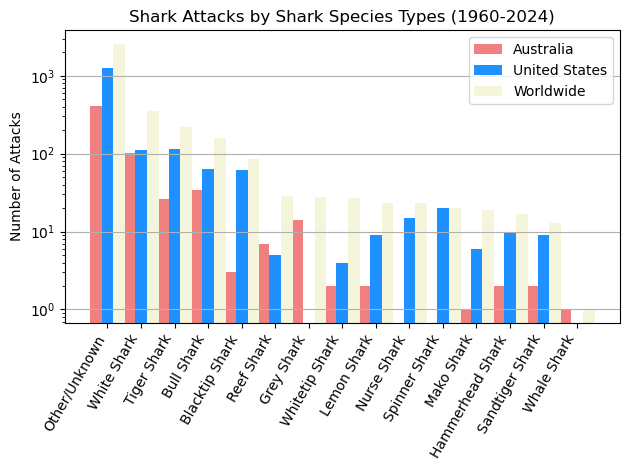 Shark Attacks by Shark Species Types (1960-2024)
Australia
United States
Worldwide
Number of Attacks
10³
10²
10¹
10⁰
Other/Unknown
White Shark
Tiger Shark
Bull Shark
Blacktip Shark
Reef Shark
Grey Shark
Whitetip Shark
Lemon Shark
Nurse Shark
Spinner Shark
Mako Shark
Hammerhead Shark
Sandtiger Shark
Whale Shark